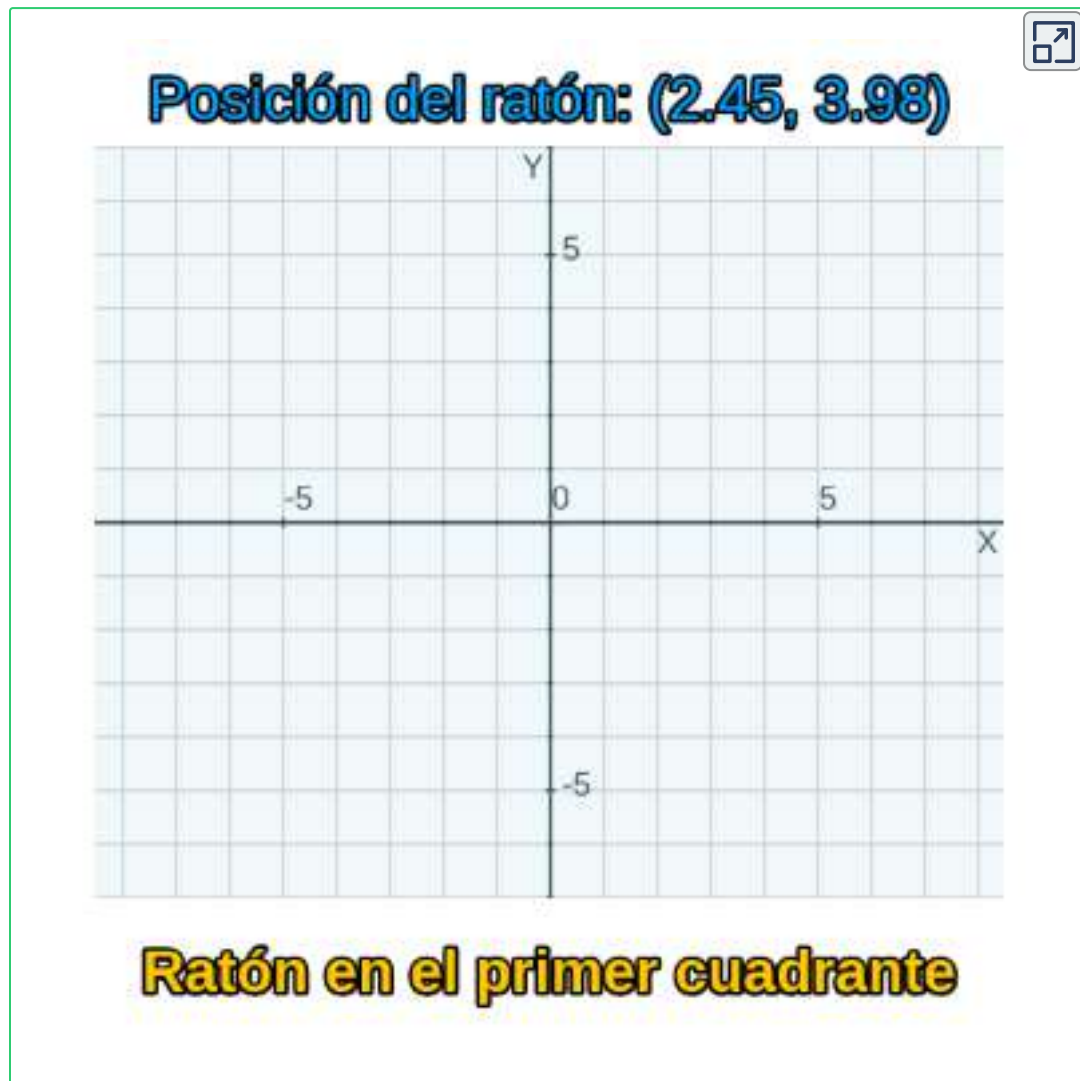 Posición del ratón: (2.45, 3.98)
Y
5
-5 0 5
X
-5
Ratón en el primer cuadrante